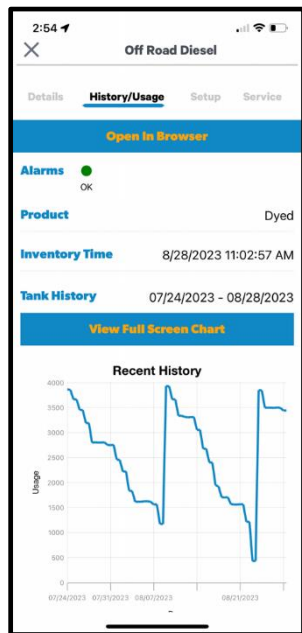 2:54
Off Road Diesel
Details History/Usage Setup Service
Open In Browser
Alarms
OK
Product Dyed
Inventory Time 8/28/2023 11:02:57 AM
Tank History 07/24/2023 - 08/28/2023
View Full Screen Chart
Recent History
4000
3500
3000
2500
2000
1500
1000
500
0
Usage
07/24/2023 07/31/2023 08/07/2023 08/21/2023